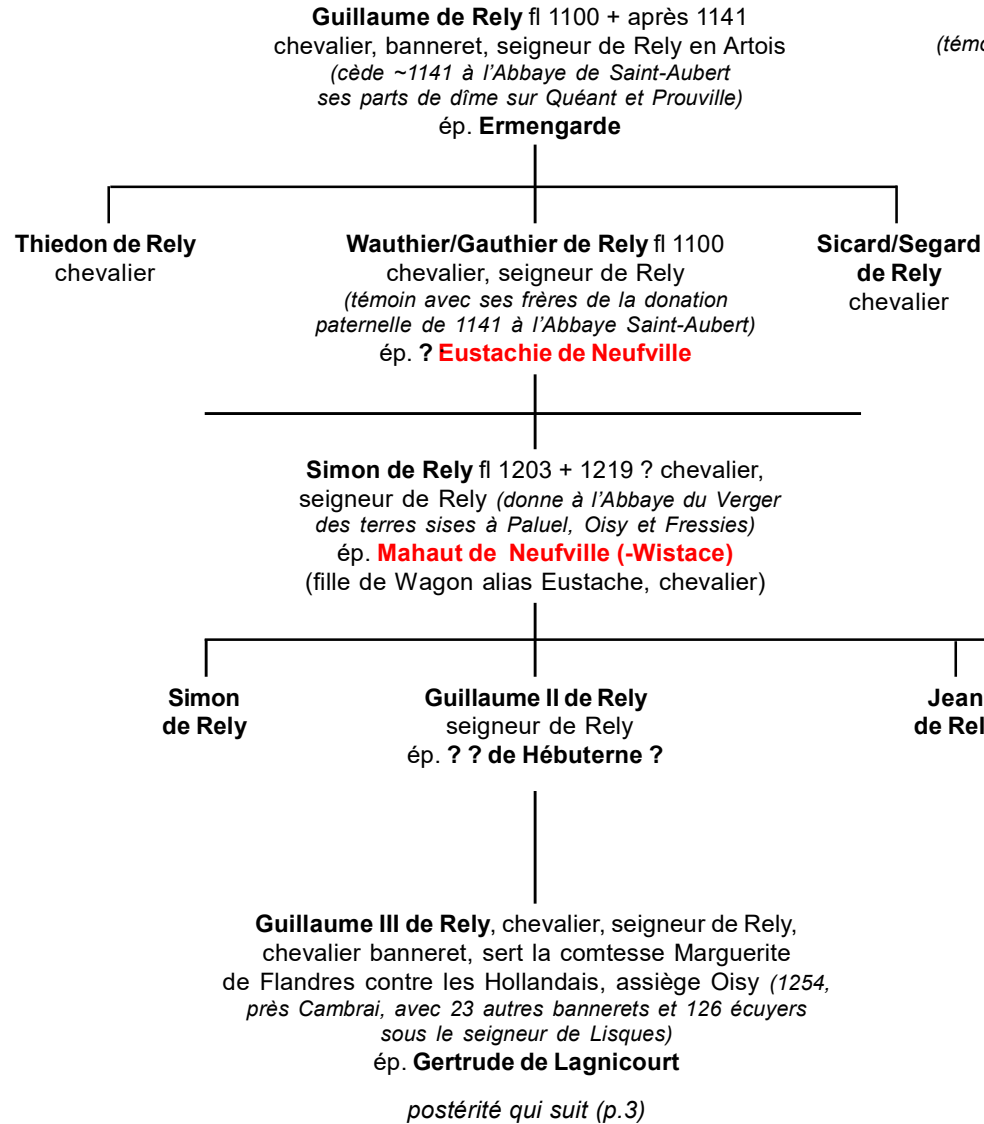 Guillaume de Rely fl 1100 + après 1141
chevalier, banneret, seigneur de Rely en Artois
(cède ~1141 à l’Abbaye de Saint-Aubert
ses parts de dîme sur Quéant et Prouville)
ép. Ermengarde
Thiedon de Rely
chevalier
Wauthier/Gauthier de Rely fl 1100
chevalier, seigneur de Rely
(témoin avec ses frères de la donation
paternelle de 1141 à l’Abbaye Saint-Aubert)
ép. ? Eustachie de Neufville
Sicard/Segard
de Rely
chevalier
Simon de Rely fl 1203 + 1219 ? chevalier,
seigneur de Rely (donne à l’Abbaye du Verger
des terres sises à Paluel, Oisy et Fressies)
ép. Mahaut de Neufville (-Wistace)
(fille de Wagon alias Eustache, chevalier)
Simon
de Rely
Guillaume II de Rely
seigneur de Rely
ép. ? ? de Hébuterne ?
Jean
de
Guillaume III de Rely, chevalier, seigneur de Rely,
chevalier banneret, sert la comtesse Marguerite
de Flandres contre les Hollandais, assiège Oisy (1254,
près Cambrai, avec 23 autres bannerets et 126 écuyers
sous le seigneur de Lisques)
ép. Gertrude de Lagnicourt
postérité qui suit (p.3)